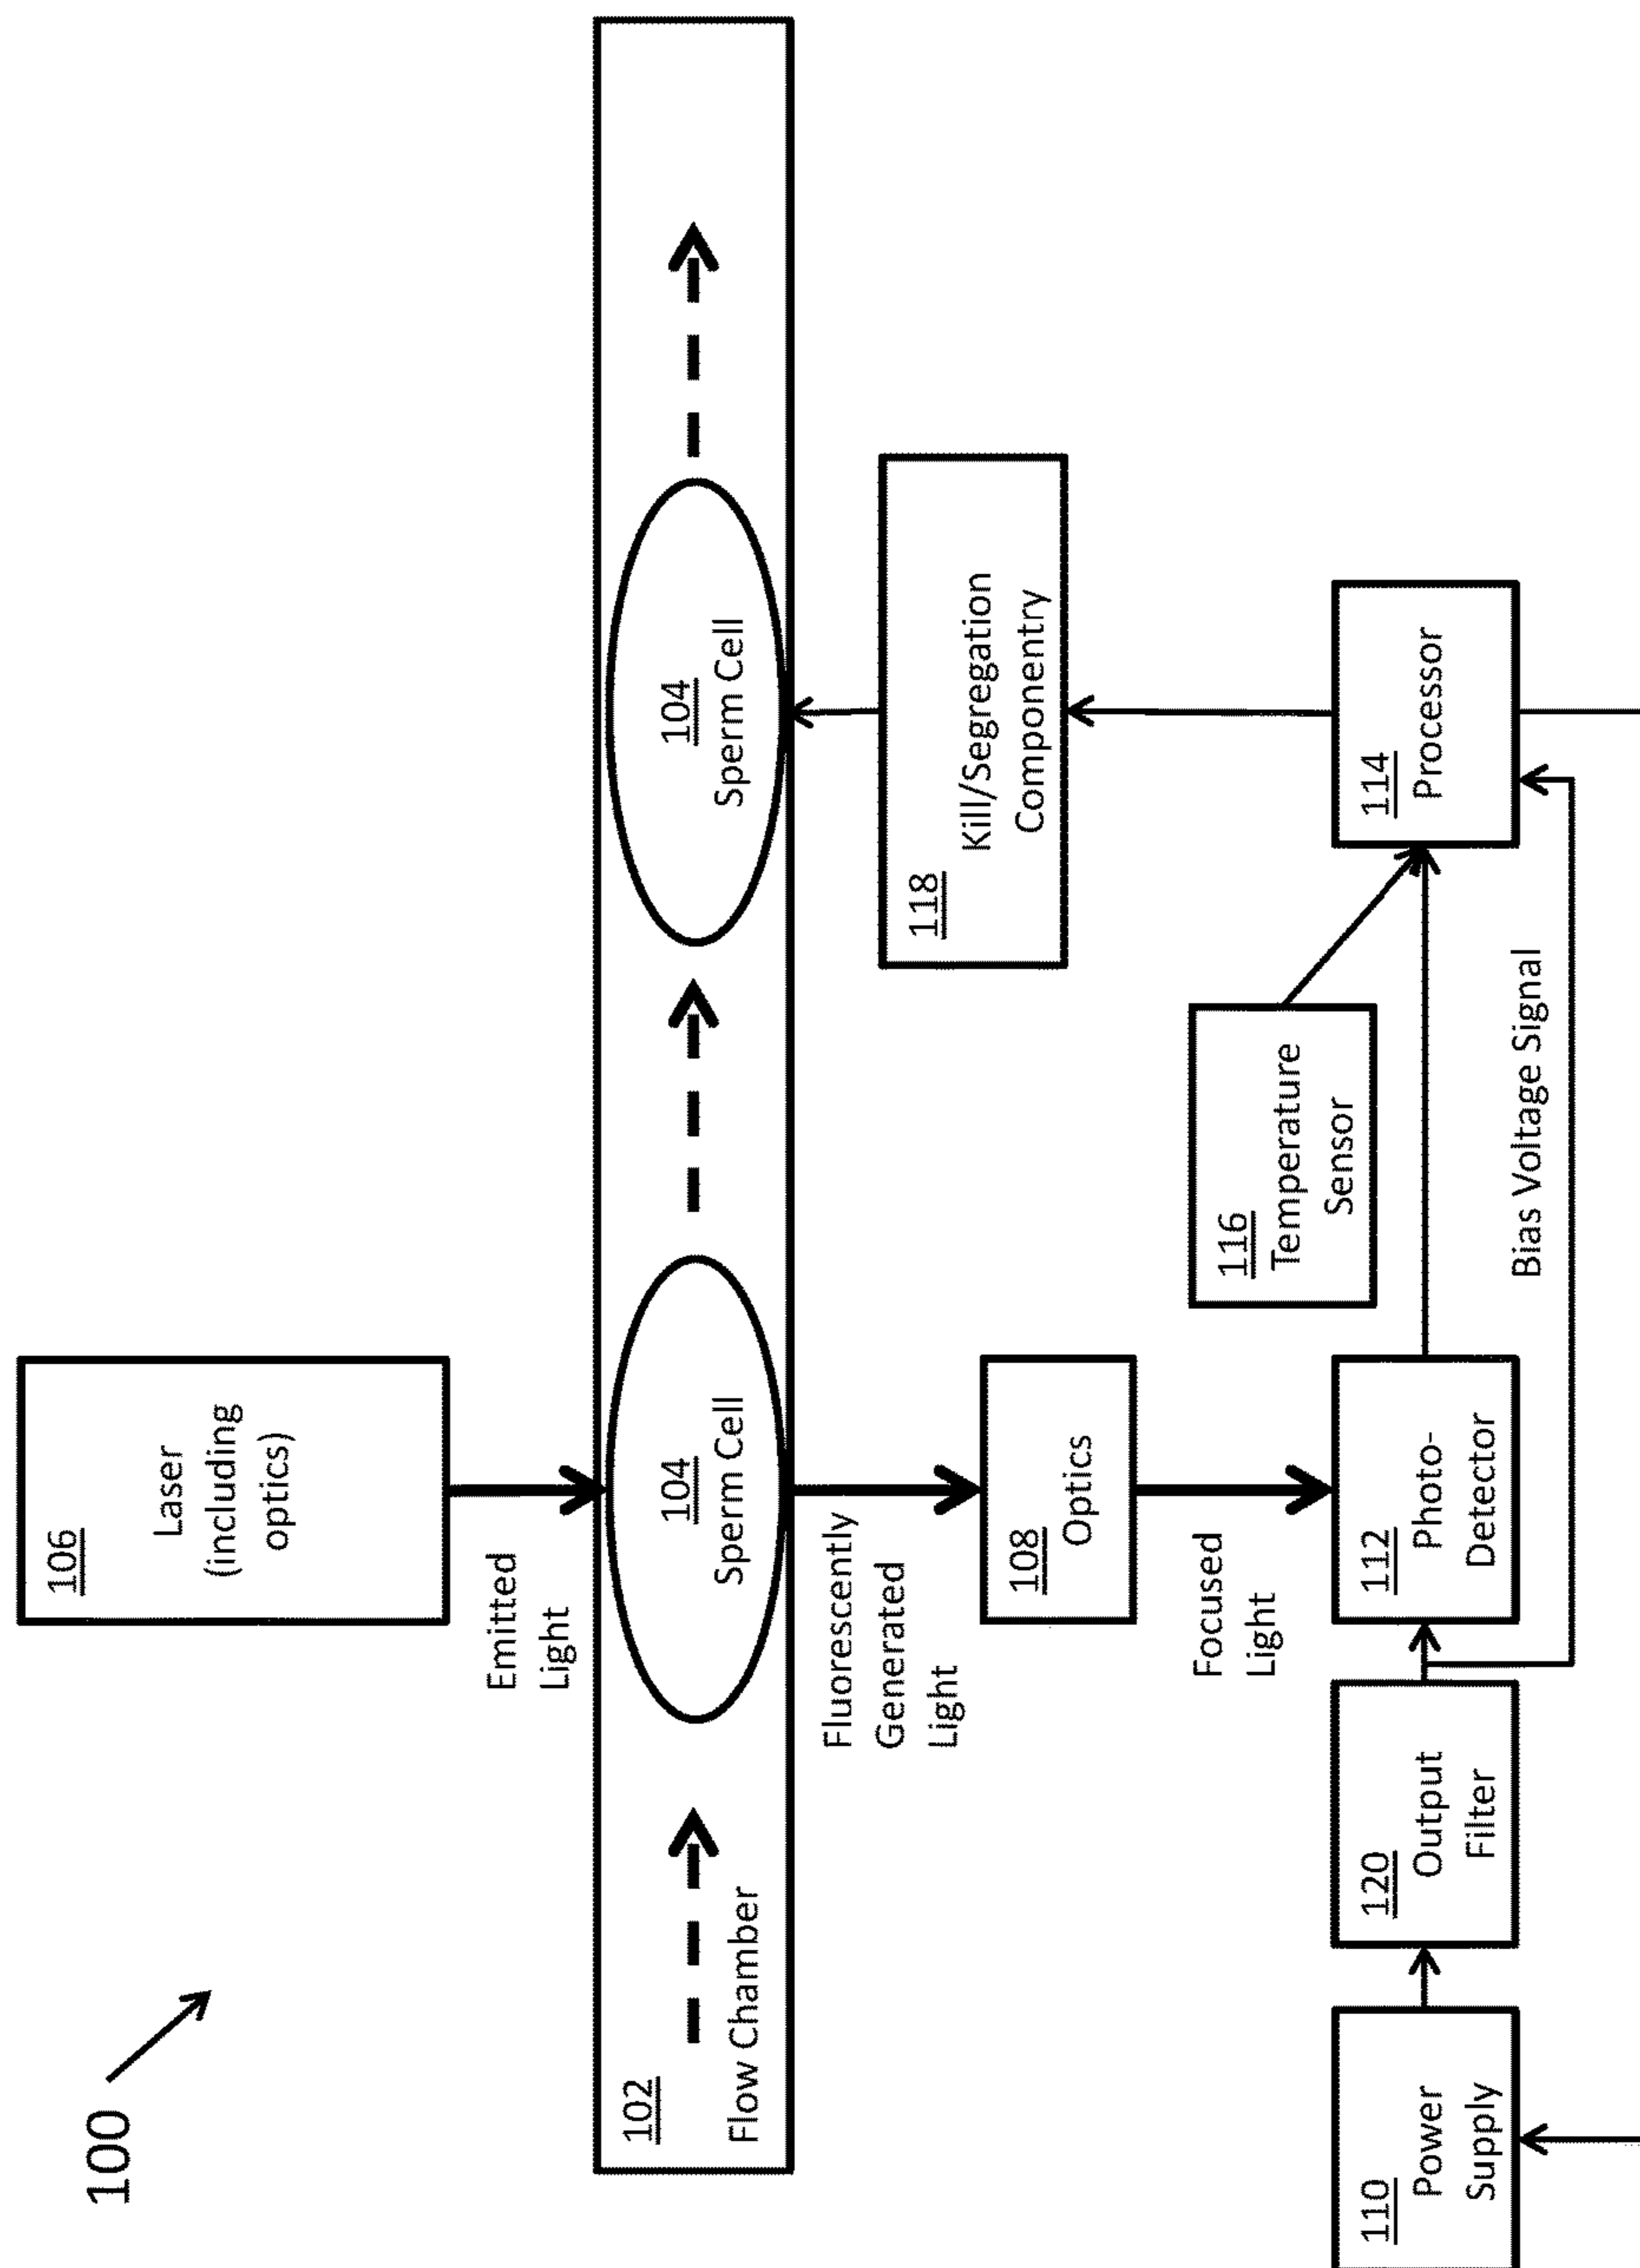 100
106
Laser
(including
optics)
Emitted
Light
102
Flow Chamber
104
Sperm Cell
104
Sperm Cell
Fluorescently
Generated
Light
108
Optics
118
Kill/Segregation
Componentry
Focused
Light
116
Temperature
Sensor
110
Power
Supply
120
Output
Filter
112
Photo-
Detector
114
Processor
Bias Voltage Signal